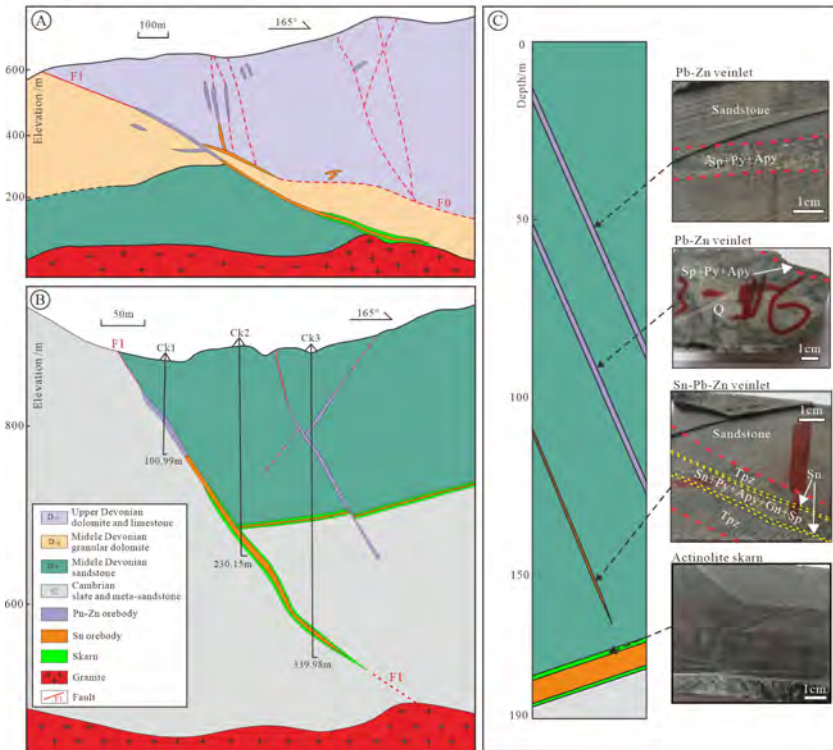 A
100m
165°
600
400
200
Elevation /m
F1
F0
B
50m
165°
F1
Ck1
Ck2
Ck3
Elevation /m
800
600
100.99m
230.15m
339.98m
F1
Upper Devonian
dolomite and limestone
Midele Devonian
granular dolomite
Midele Devonian
sandstone
Cambrian
slate and meta-sandstone
Pn-Zn orebody
Sn orebody
Skarn
Granite
F1
Fault
C
Depth/m
0
50
100
150
190
Pb-Zn veinlet
Sandstone
Sp+Py+Apy
1cm
Pb-Zn veinlet
Sp+Py+Apy
Q
1cm
Sn-Pb-Zn veinlet
1cm
Sandstone
Tpz
Sn
Sn+Py+Apy+Gn+Sp
Tpz
Actinolite skarn